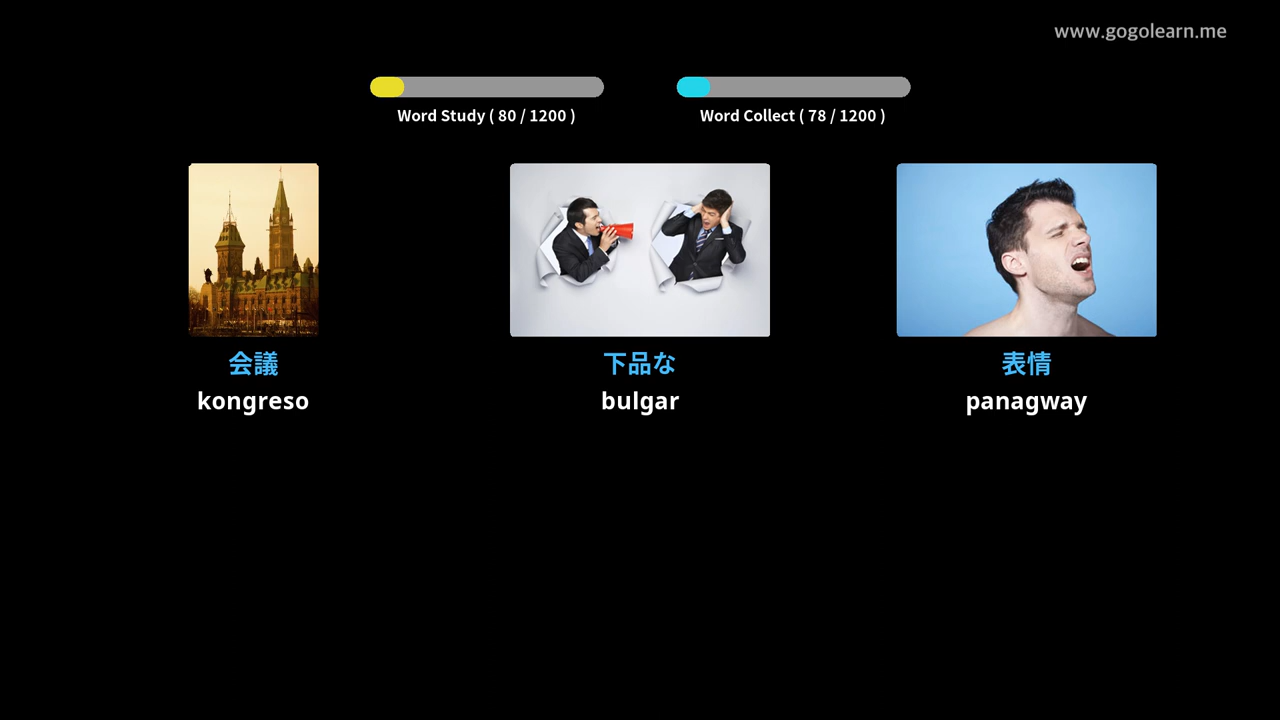 www.gogolearn.me
Word Study ( 80 / 1200 )
Word Collect ( 78 / 1200 )
会議
kongreso
下品な
bulgar
表情
panagway